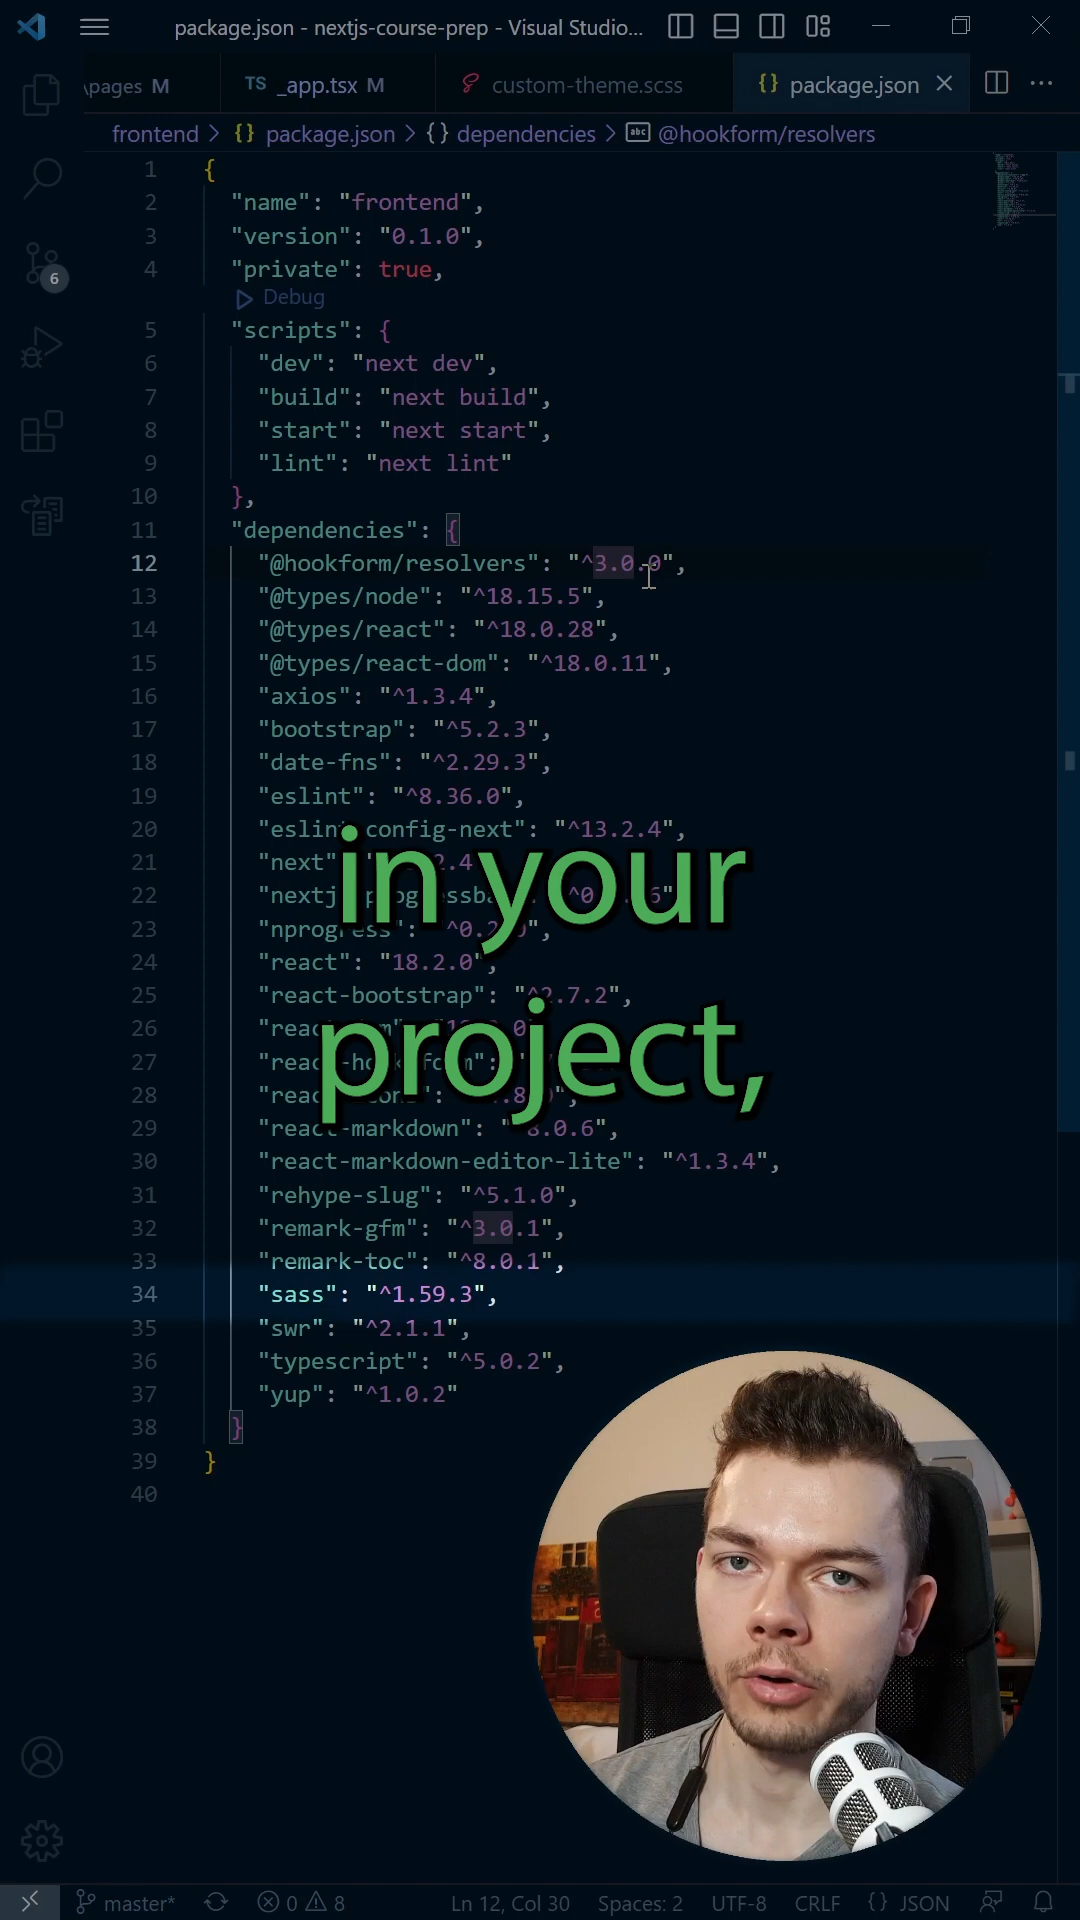 package.json - nextjs-course-prep - Visual Studio...
\pages M
TS _app.tsx M
custom-theme.scss
{} package.json
frontend > {} package.json > {} dependencies > abc @hookform/resolvers
1 {
2 "name": "frontend",
3 "version": "0.1.0",
4 "private": true,
Debug
5 "scripts": {
6 "dev": "next dev",
7 "build": "next build",
8 "start": "next start",
9 "lint": "next lint"
10 },
11 "dependencies": {
12 "@hookform/resolvers": "^3.0.0",
13 "@types/node": "^18.15.5",
14 "@types/react": "^18.0.28",
15 "@types/react-dom": "^18.0.11",
16 "axios": "^1.3.4",
17 "bootstrap": "^5.2.3",
18 "date-fns": "^2.29.3",
19 "eslint": "^8.36.0",
20 "eslint-config-next": "^13.2.4",
21 "next"
22
23 "nprogress":
24 "react": "18.2.0",
25 "react-bootstrap": "^2.7.2",
26
27
28
29 "react-markdown": "^8.0.6",
30 "react-markdown-editor-lite": "^1.3.4",
31 "rehype-slug": "^5.1.0",
32 "remark-gfm": "^3.0.1",
33 "remark-toc": "^8.0.1",
34 "sass": "^1.59.3",
35 "swr": "^2.1.1",
36 "typescript": "^5.0.2",
37 "yup": "^1.0.2"
38 }
39 }
40
in your
project,
6
master* 0 8 Ln 12, Col 30 Spaces: 2 UTF-8 CRLF {} JSON